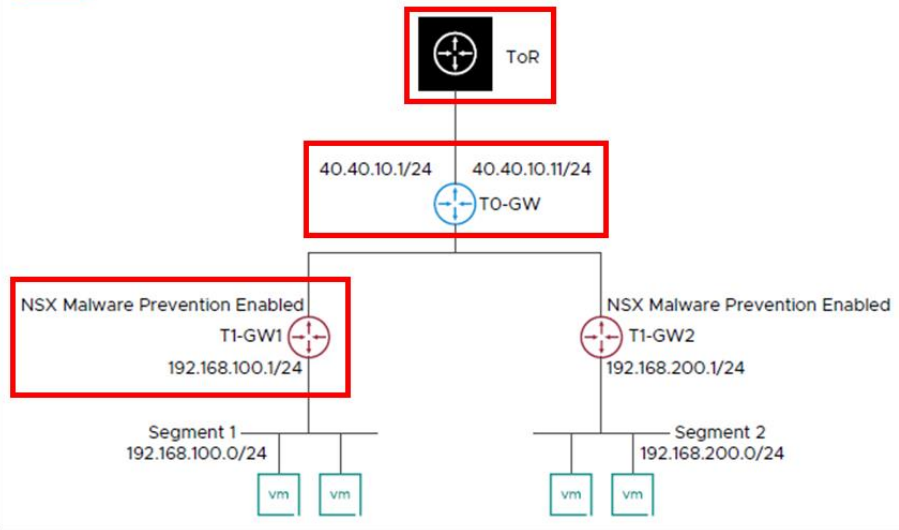 ToR
40.40.10.1/24 40.40.10.11/24
T0-GW
NSX Malware Prevention Enabled
T1-GW1
192.168.100.1/24
NSX Malware Prevention Enabled
T1-GW2
192.168.200.1/24
Segment 1
192.168.100.0/24
Segment 2
192.168.200.0/24
vm
vm
vm
vm